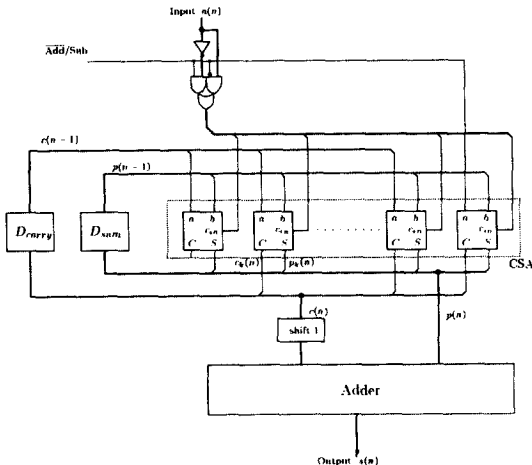 Input a(n)
Add/Sub
c(n − 1)
p(n−1)
a b
a b
a b
a b
D_carry
D_sum
c_in
c_in
c_in
c_in
C S
C S
C S
C S
c_k(n)
p_k(n)
CSA
c(n)
p(n)
shift 1
Adder
Output s(n)